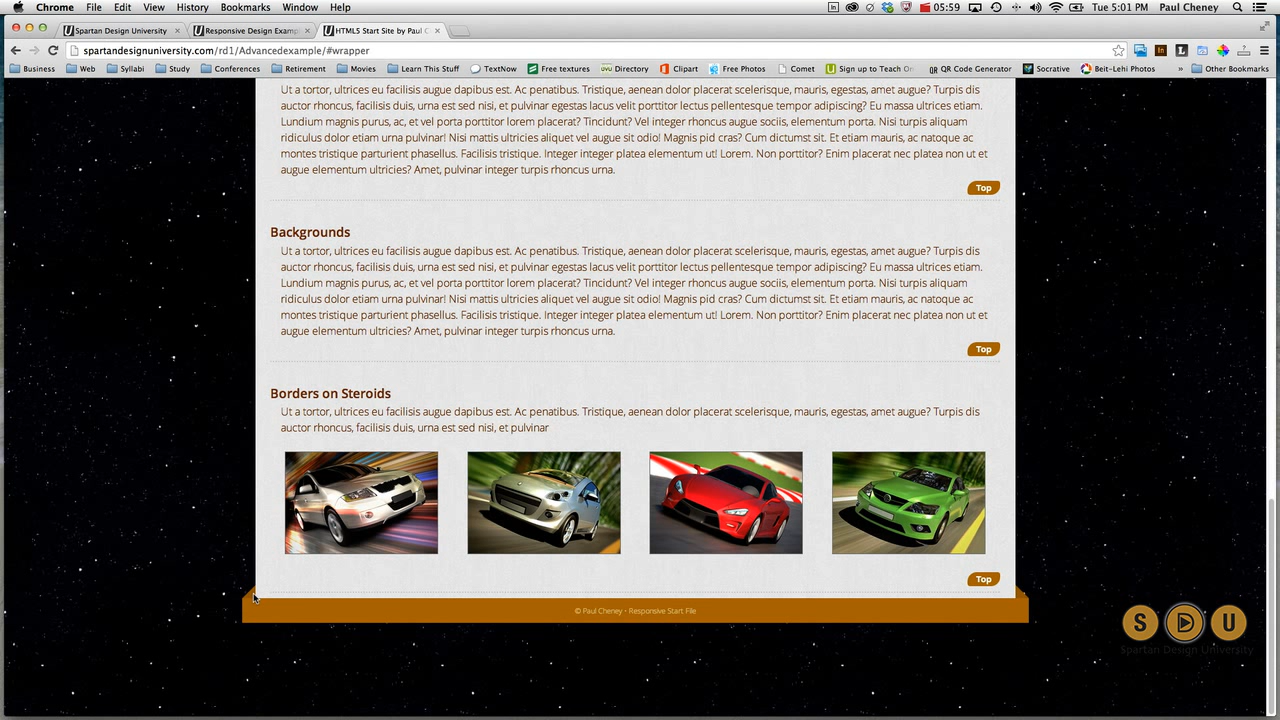 Chrome File Edit View History Bookmarks Window Help 05:59 Tue 5:01 PM Paul Cheney
Spartan Design University Responsive Design Examp HTML5 Start Site by Paul C
spartandesignuniversity.com/rd1/Advancedexample/#wrapper
Business Web Syllabi Study Conferences Retirement Movies Learn This Stuff TextNow Free textures UVU Directory Clipart Free Photos Comet Sign up to Teach On QR Code Generator Socrative Beit-Lehi Photos » Other Bookmarks
Ut a tortor, ultrices eu facilisis augue dapibus est. Ac penatibus. Tristique, aenean dolor placerat scelerisque, mauris, egestas, amet augue? Turpis dis
auctor rhoncus, facilisis duis, urna est sed nisi, et pulvinar egestas lacus velit porttitor lectus pellentesque tempor adipiscing? Eu massa ultrices etiam.
Lundium magnis purus, ac, et vel porta porttitor lorem placerat? Tincidunt? Vel integer rhoncus augue sociis, elementum porta. Nisi turpis aliquam
ridiculus dolor etiam urna pulvinar! Nisi mattis ultricies aliquet vel augue sit odio! Magnis pid cras? Cum dictumst sit. Et etiam mauris, ac natoque ac
montes tristique parturient phasellus. Facilisis tristique. Integer integer platea elementum ut! Lorem. Non porttitor? Enim placerat nec platea non ut et
augue elementum ultricies? Amet, pulvinar integer turpis rhoncus urna.
Top
Backgrounds
Ut a tortor, ultrices eu facilisis augue dapibus est. Ac penatibus. Tristique, aenean dolor placerat scelerisque, mauris, egestas, amet augue? Turpis dis
auctor rhoncus, facilisis duis, urna est sed nisi, et pulvinar egestas lacus velit porttitor lectus pellentesque tempor adipiscing? Eu massa ultrices etiam.
Lundium magnis purus, ac, et vel porta porttitor lorem placerat? Tincidunt? Vel integer rhoncus augue sociis, elementum porta. Nisi turpis aliquam
ridiculus dolor etiam urna pulvinar! Nisi mattis ultricies aliquet vel augue sit odio! Magnis pid cras? Cum dictumst sit. Et etiam mauris, ac natoque ac
montes tristique parturient phasellus. Facilisis tristique. Integer integer platea elementum ut! Lorem. Non porttitor? Enim placerat nec platea non ut et
augue elementum ultricies? Amet, pulvinar integer turpis rhoncus urna.
Top
Borders on Steroids
Ut a tortor, ultrices eu facilisis augue dapibus est. Ac penatibus. Tristique, aenean dolor placerat scelerisque, mauris, egestas, amet augue? Turpis dis
auctor rhoncus, facilisis duis, urna est sed nisi, et pulvinar
Top
© Paul Cheney • Responsive Start File
S D U
Spartan Design University